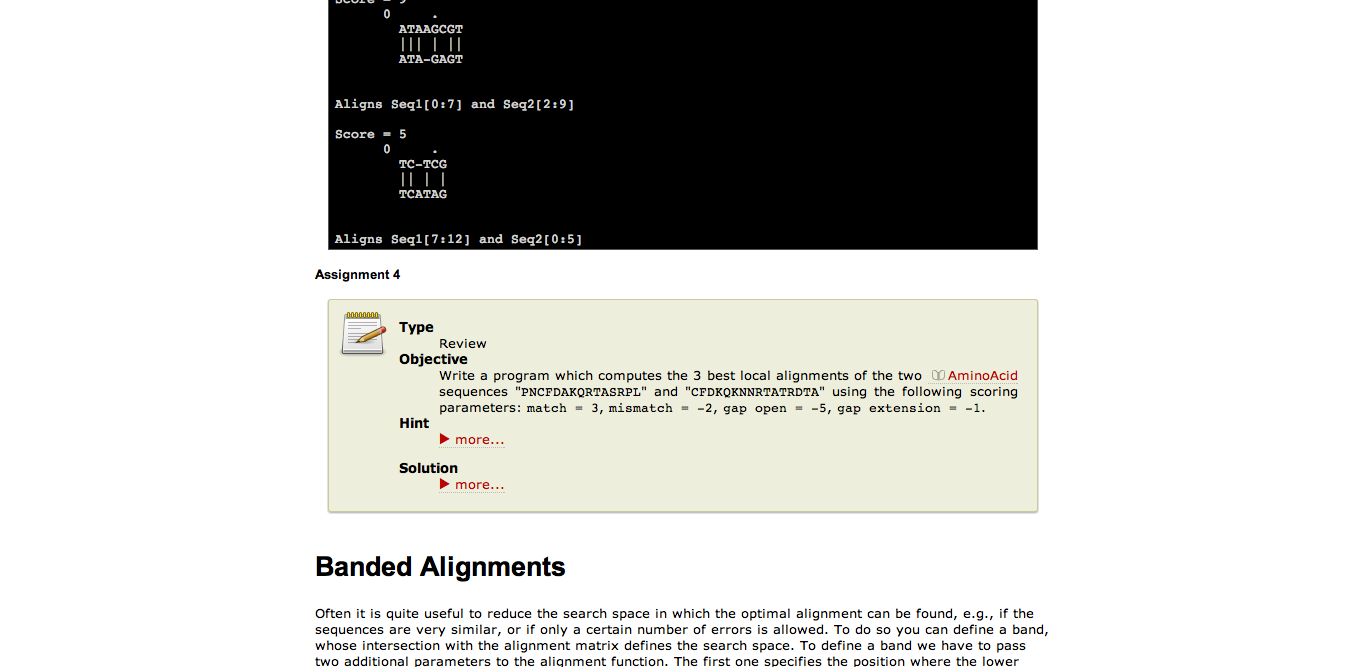 Score = 9
0 .
ATAAGCGT
||| | ||
ATA-GAGT
Aligns Seq1[0:7] and Seq2[2:9]
Score = 5
0 .
TC-TCG
|| | |
TCATAG
Aligns Seq1[7:12] and Seq2[0:5]
Assignment 4
Type
Review
Objective
Write a program which computes the 3 best local alignments of the two AminoAcid
sequences "PNCFDAKQRTASRPL" and "CFDKQKNNRTATRDTA" using the following scoring
parameters: match = 3, mismatch = -2, gap open = -5, gap extension = -1.
Hint
more...
Solution
more...
Banded Alignments
Often it is quite useful to reduce the search space in which the optimal alignment can be found, e.g., if the
sequences are very similar, or if only a certain number of errors is allowed. To do so you can define a band,
whose intersection with the alignment matrix defines the search space. To define a band we have to pass
two additional parameters to the alignment function. The first one specifies the position where the lower